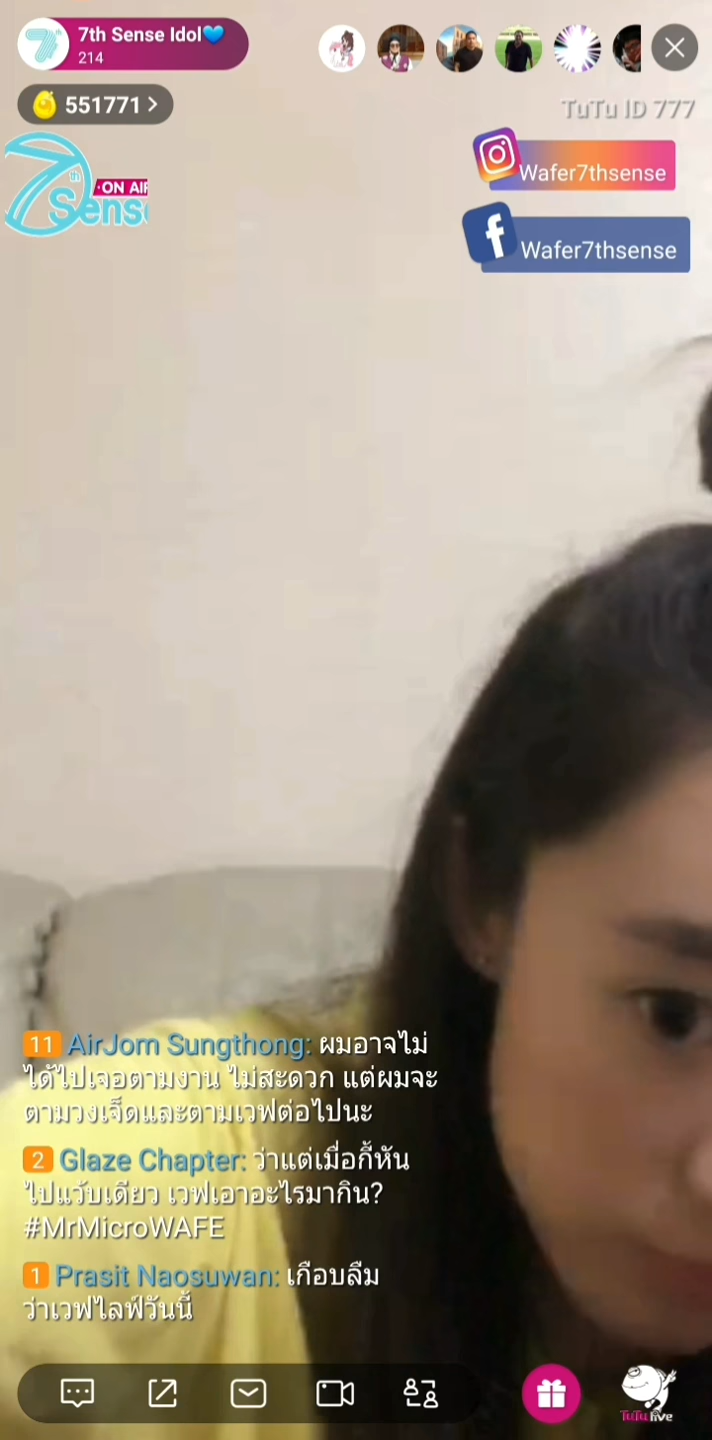 7th Sense Idol💙
214
551771
TuTu ID 777
7th Sense
·ON AIR
Wafer7thsense
Wafer7thsense
11 AirJom Sungthong: ผมอาจไม่
ได้ไปเจอตามงาน ไม่สะดวก แต่ผมจะ
ตามวงเจ็ดและตามเวฟต่อไปนะ
2 Glaze Chapter: ว่าแต่เมื่อกี้หัน
ไปแว้บเดียว เวฟเอาอะไรมากิน?
#MrMicroWAFE
1 Prasit Naosuwan: เกือบลืม
ว่าเวฟไลฟ์วันนี้
TuTu live